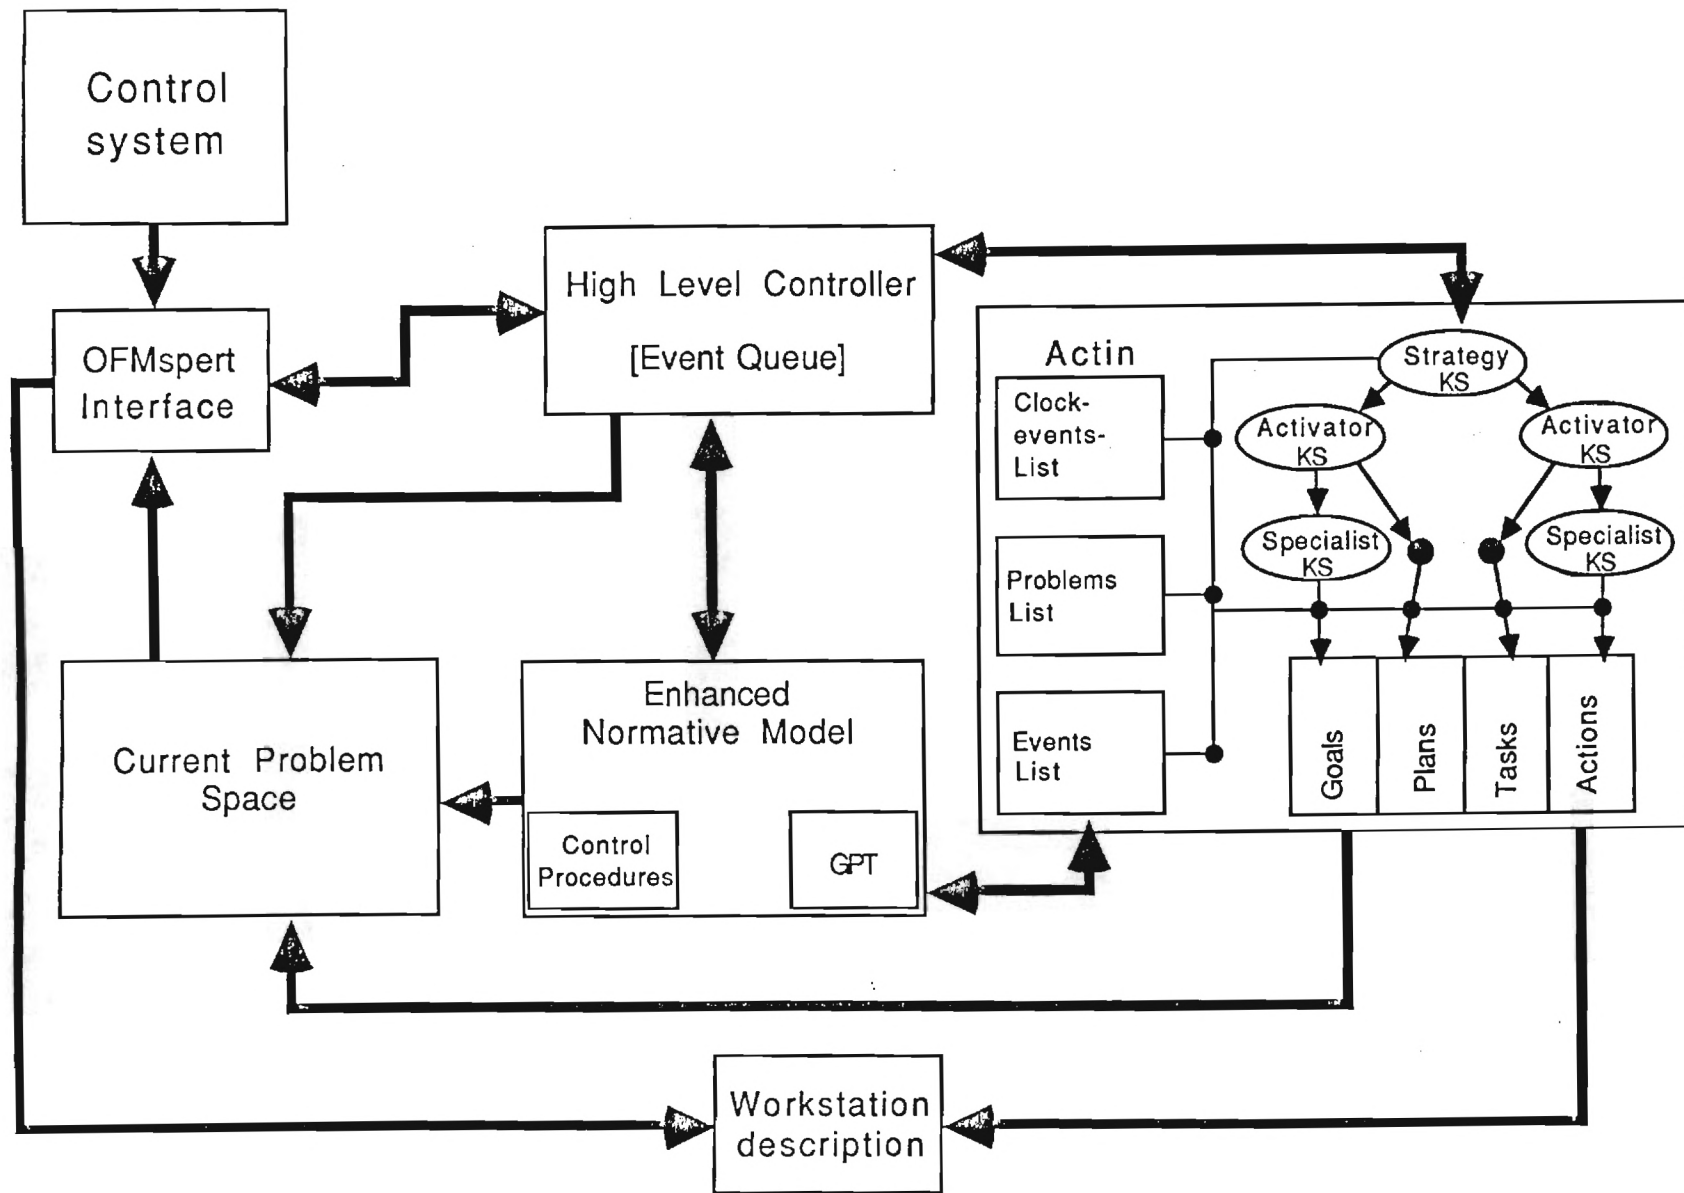 Control
system
OFMspert
Interface
High Level Controller
[Event Queue]
Current Problem
Space
Enhanced
Normative Model
Control
Procedures
GPT
Actin
Clock-
events-
List
Problems
List
Events
List
Strategy
KS
Activator
KS
Activator
KS
Specialist
KS
Specialist
KS
Goals
Plans
Tasks
Actions
Workstation
description